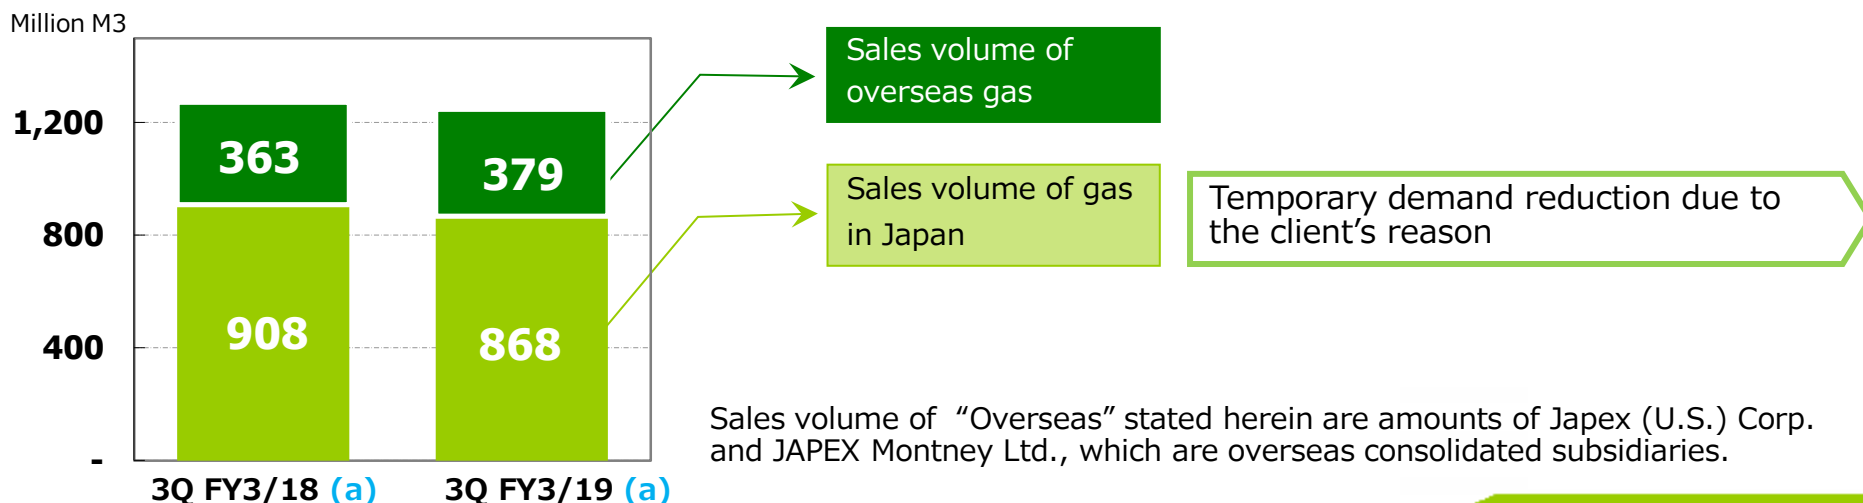 Million M3
1,200
800
400
-
363
908
379
868
3Q FY3/18 (a)
3Q FY3/19 (a)
Sales volume of
overseas gas
Sales volume of gas
in Japan
Temporary demand reduction due to
the client’s reason
Sales volume of “Overseas” stated herein are amounts of Japex (U.S.) Corp.
and JAPEX Montney Ltd., which are overseas consolidated subsidiaries.